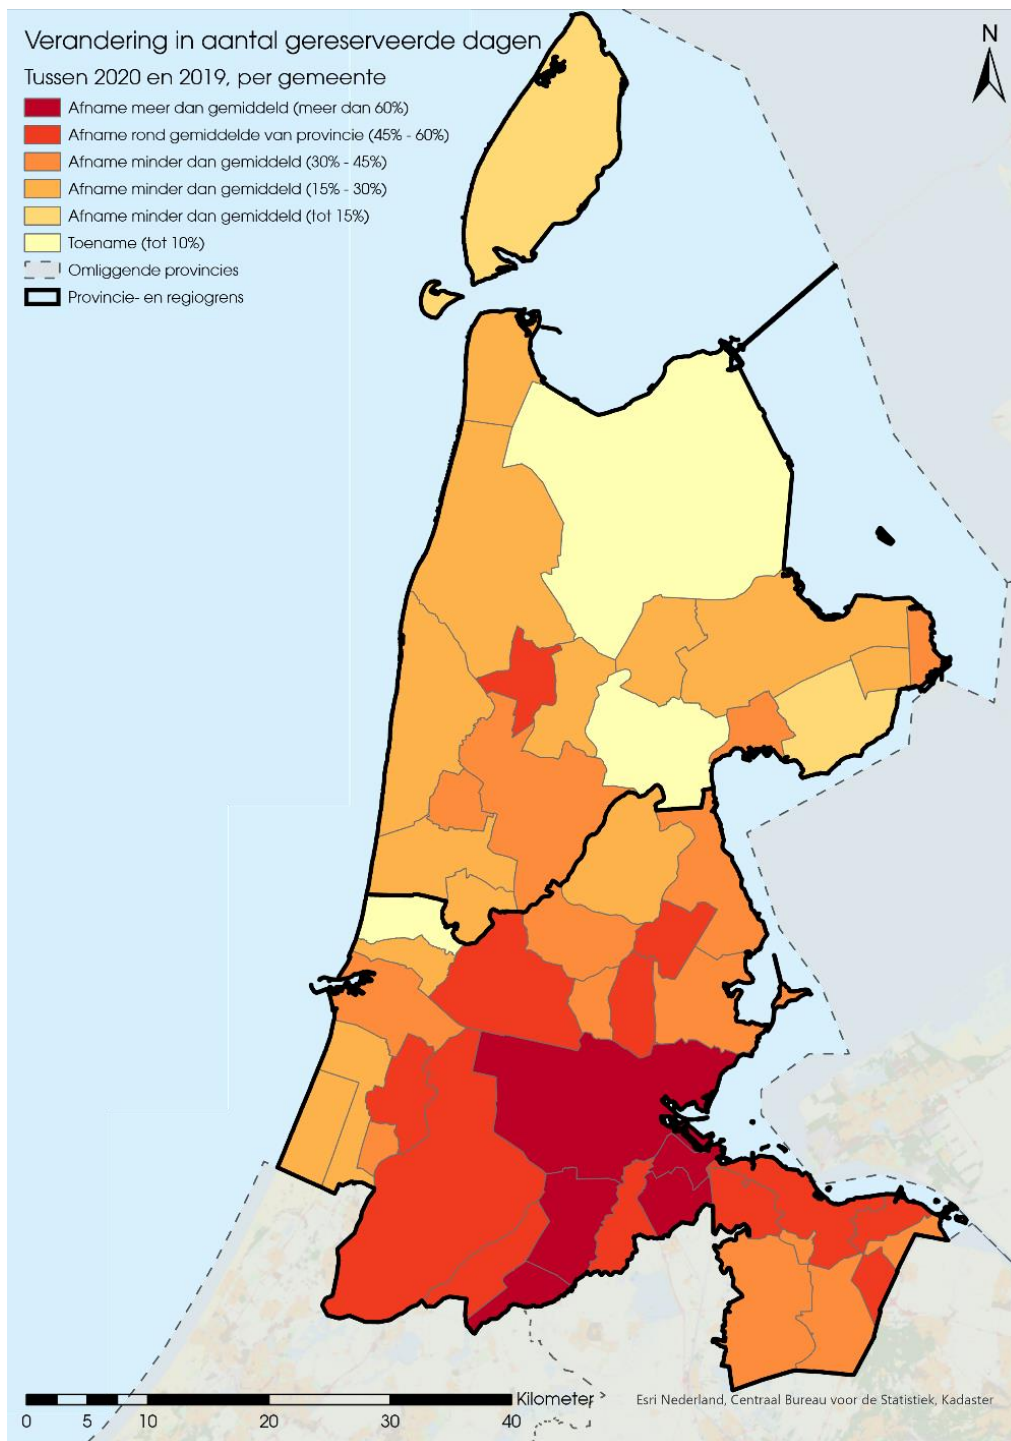 Verandering in aantal gereserveerde dagen
Tussen 2020 en 2019, per gemeente
Afname meer dan gemiddeld (meer dan 60%)
Afname rond gemiddelde van provincie (45% - 60%)
Afname minder dan gemiddeld (30% - 45%)
Afname minder dan gemiddeld (15% - 30%)
Afname minder dan gemiddeld (tot 15%)
Toename (tot 10%)
Omliggende provincies
Provincie- en regiogrens
N
Kilometer
0 5 10 20 30 40
Esri Nederland, Centraal Bureau voor de Statistiek, Kadaster